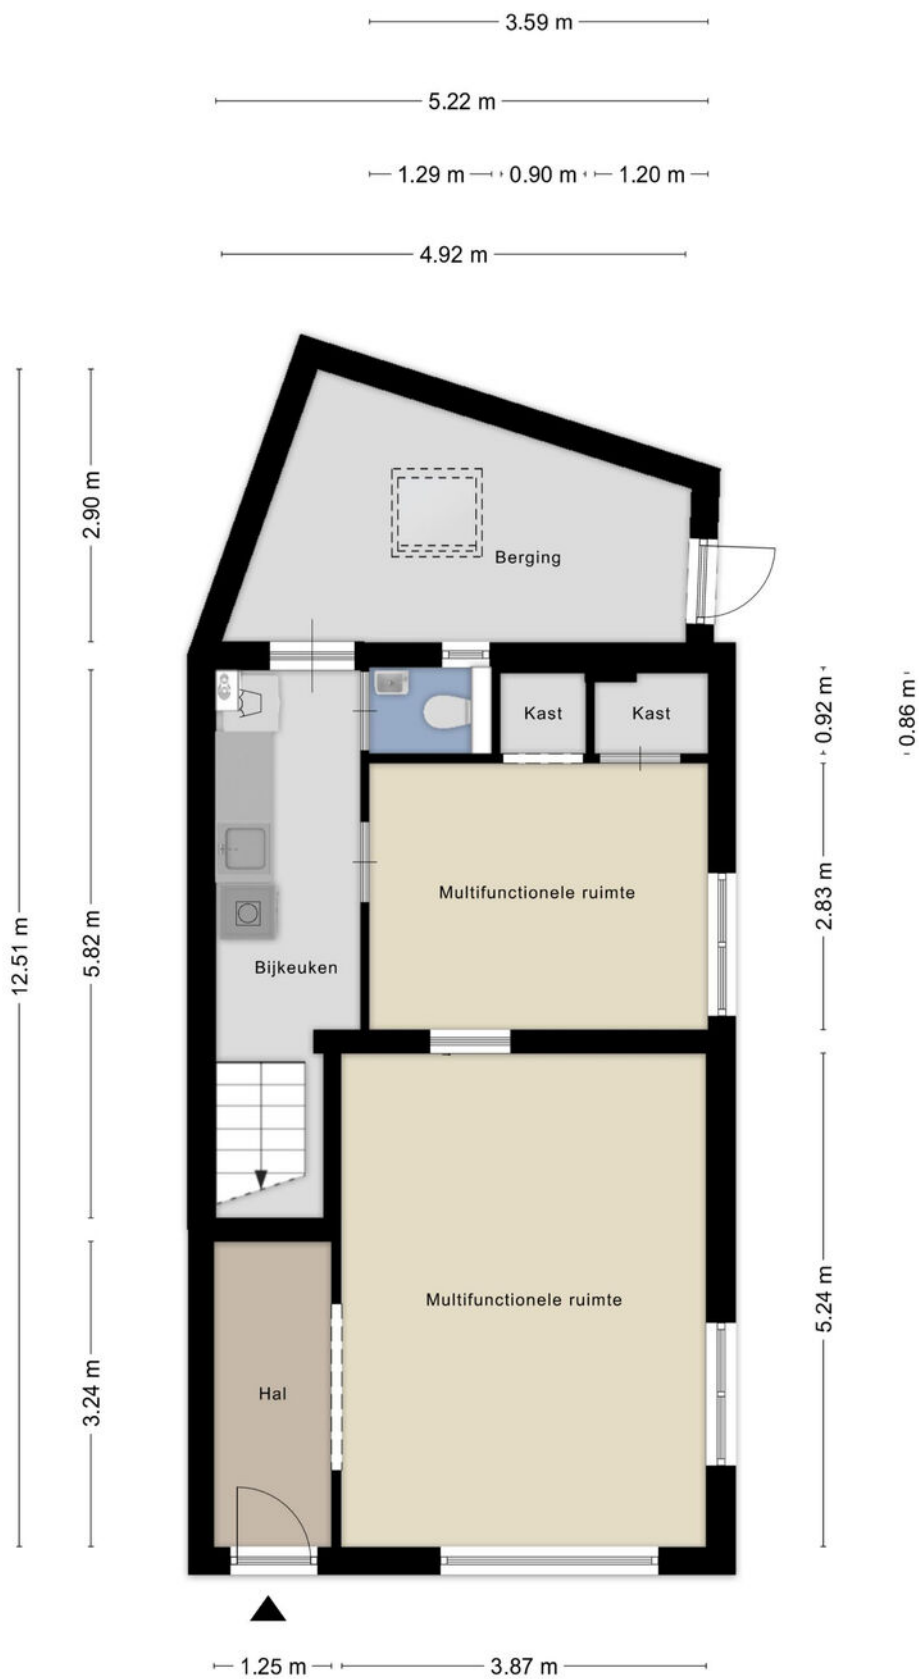 3.59 m
5.22 m
1.29 m
0.90 m
1.20 m
4.92 m
2.90 m
Berging
0.92 m
0.86 m
Kast
Kast
Multifunctionele ruimte
2.83 m
12.51 m
5.82 m
Bijkeuken
5.24 m
Multifunctionele ruimte
3.24 m
Hal
1.25 m
3.87 m